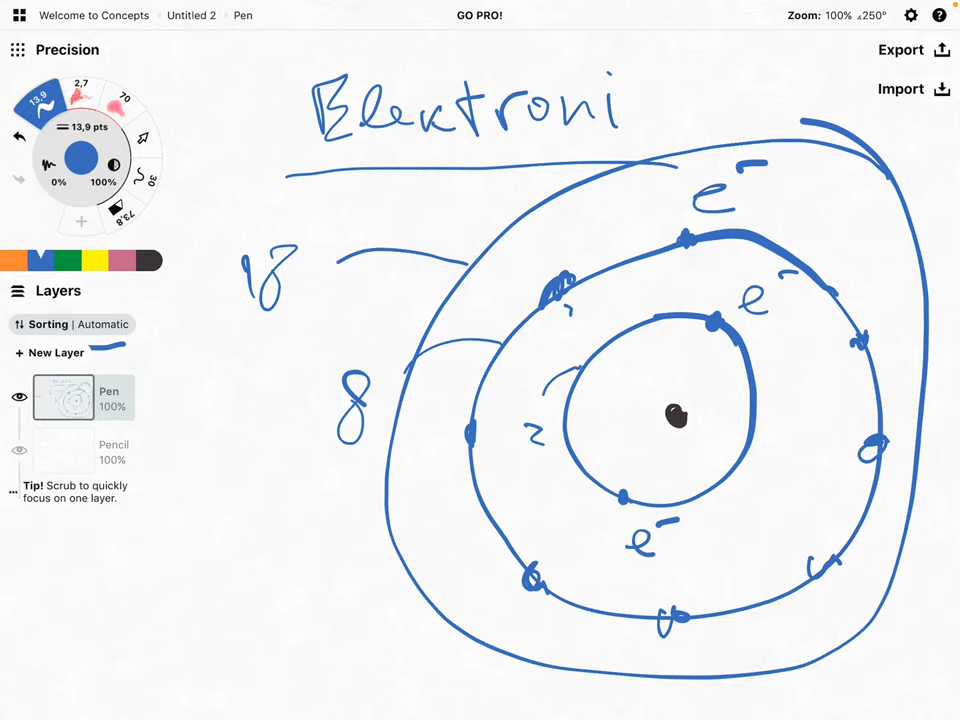 Welcome to Concepts Untitled 2 Pen
GO PRO!
Zoom: 100% ⊿250°
Precision
Export
Import
13,9
2,7
70
13,9 pts
0% 100%
30
73,8
+
Layers
Sorting | Automatic
+ New Layer
Pen
100%
Pencil
100%
Tip! Scrub to quickly
focus on one layer.
Elektroni
e⁻
18
e⁻
8
2
e⁻